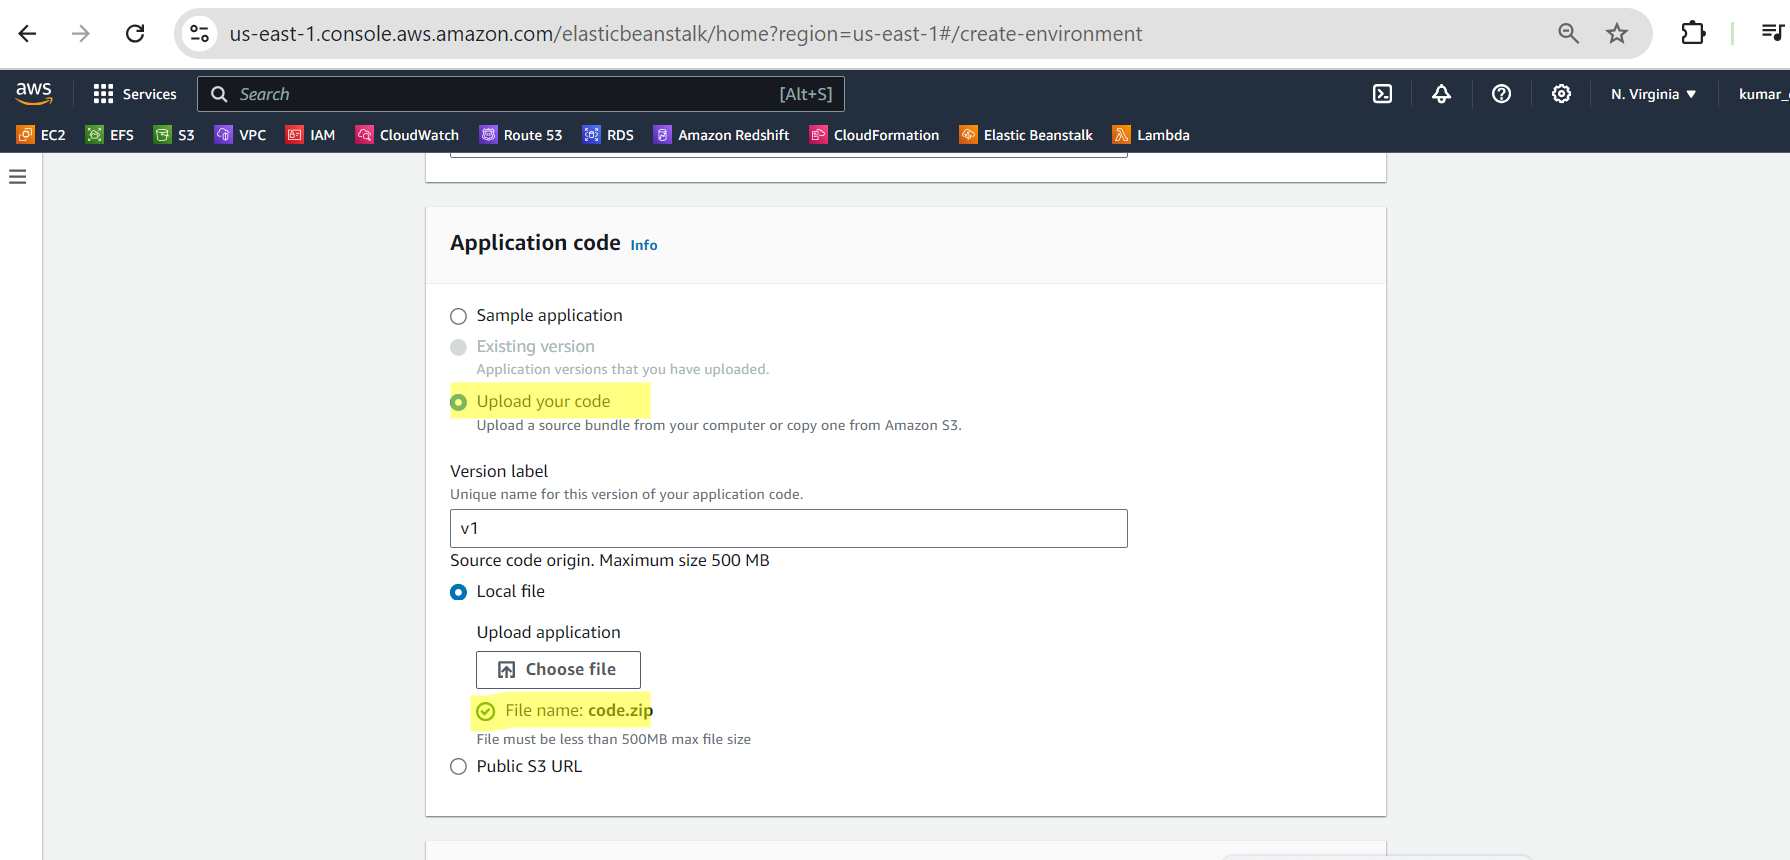 us-east-1.console.aws.amazon.com/elasticbeanstalk/home?region=us-east-1#/create-environment
aws Services Search [Alt+S] N. Virginia kumar_
EC2 EFS S3 VPC IAM CloudWatch Route 53 RDS Amazon Redshift CloudFormation Elastic Beanstalk Lambda
Application code Info
Sample application
Existing version
Application versions that you have uploaded.
Upload your code
Upload a source bundle from your computer or copy one from Amazon S3.
Version label
Unique name for this version of your application code.
v1
Source code origin. Maximum size 500 MB
Local file
Upload application
Choose file
File name: code.zip
File must be less than 500MB max file size
Public S3 URL